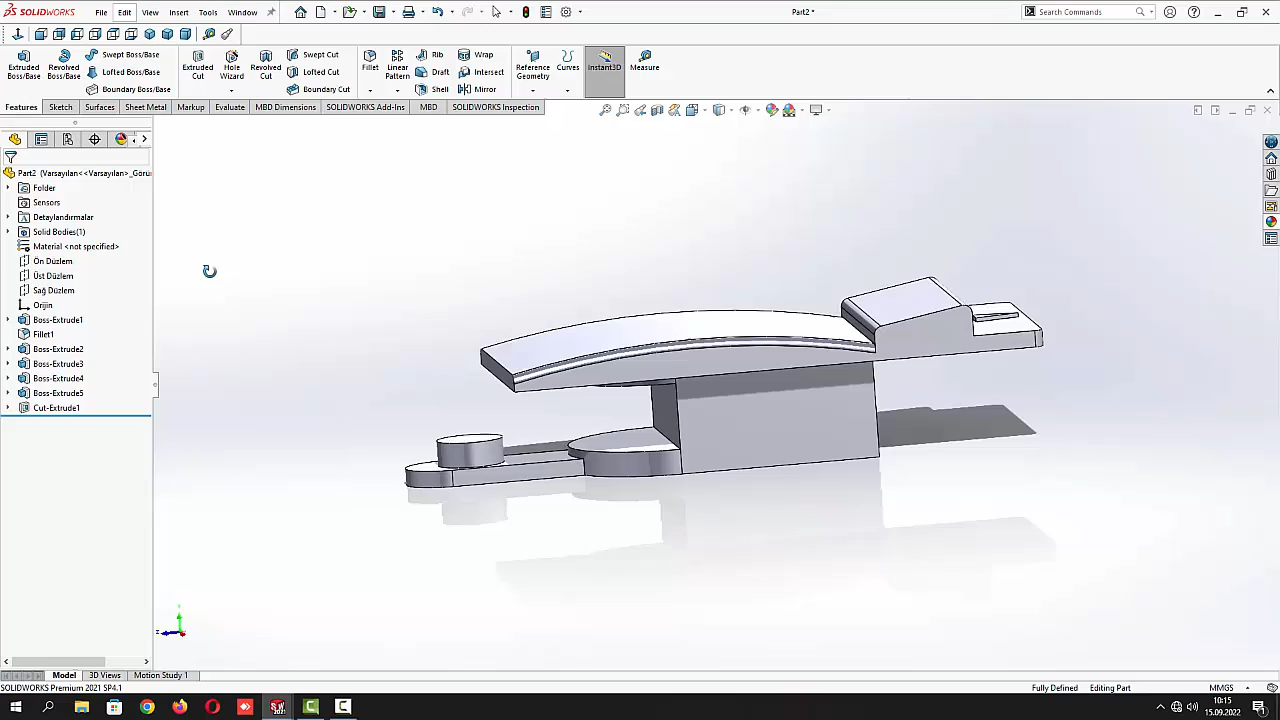 SOLIDWORKS File Edit View Insert Tools Window Part2 * Search Commands
Extruded Boss/Base
Revolved Boss/Base
Swept Boss/Base
Lofted Boss/Base
Boundary Boss/Base
Extruded Cut
Hole Wizard
Revolved Cut
Swept Cut
Lofted Cut
Boundary Cut
Fillet
Linear Pattern
Rib
Draft
Shell
Wrap
Intersect
Mirror
Reference Geometry
Curves
Instant3D
Measure
Features Sketch Surfaces Sheet Metal Markup Evaluate MBD Dimensions SOLIDWORKS Add-Ins MBD SOLIDWORKS Inspection
Part2 (Varsayılan<<Varsayılan>_Görü
Folder
Sensors
Detaylandırmalar
Solid Bodies(1)
Material <not specified>
Ön Düzlem
Üst Düzlem
Sağ Düzlem
Orijin
Boss-Extrude1
Fillet1
Boss-Extrude2
Boss-Extrude3
Boss-Extrude4
Boss-Extrude5
Cut-Extrude1
Model 3D Views Motion Study 1
SOLIDWORKS Premium 2021 SP4.1 Fully Defined Editing Part MMGS
10:15
15.09.2022